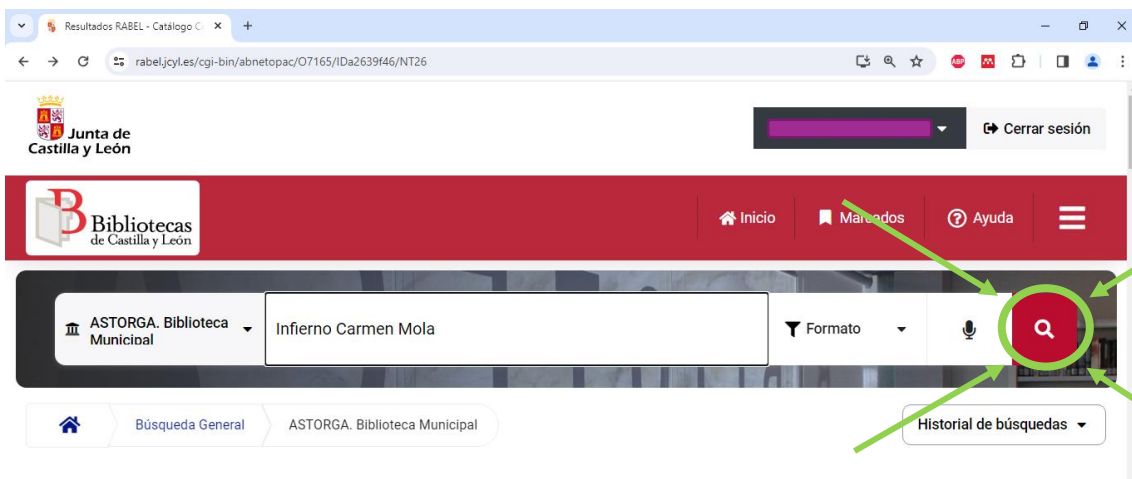 Resultados RABEL - Catálogo C
rabel.jcyl.es/cgi-bin/abnetopac/O7165/IDa2639f46/NT26
ABP
Junta de
Castilla y León
Cerrar sesión
Bibliotecas
de Castilla y León
Inicio
Marcados
Ayuda
ASTORGA. Biblioteca
Municipal
Infierno Carmen Mola
Formato
Búsqueda General
ASTORGA. Biblioteca Municipal
Historial de búsquedas